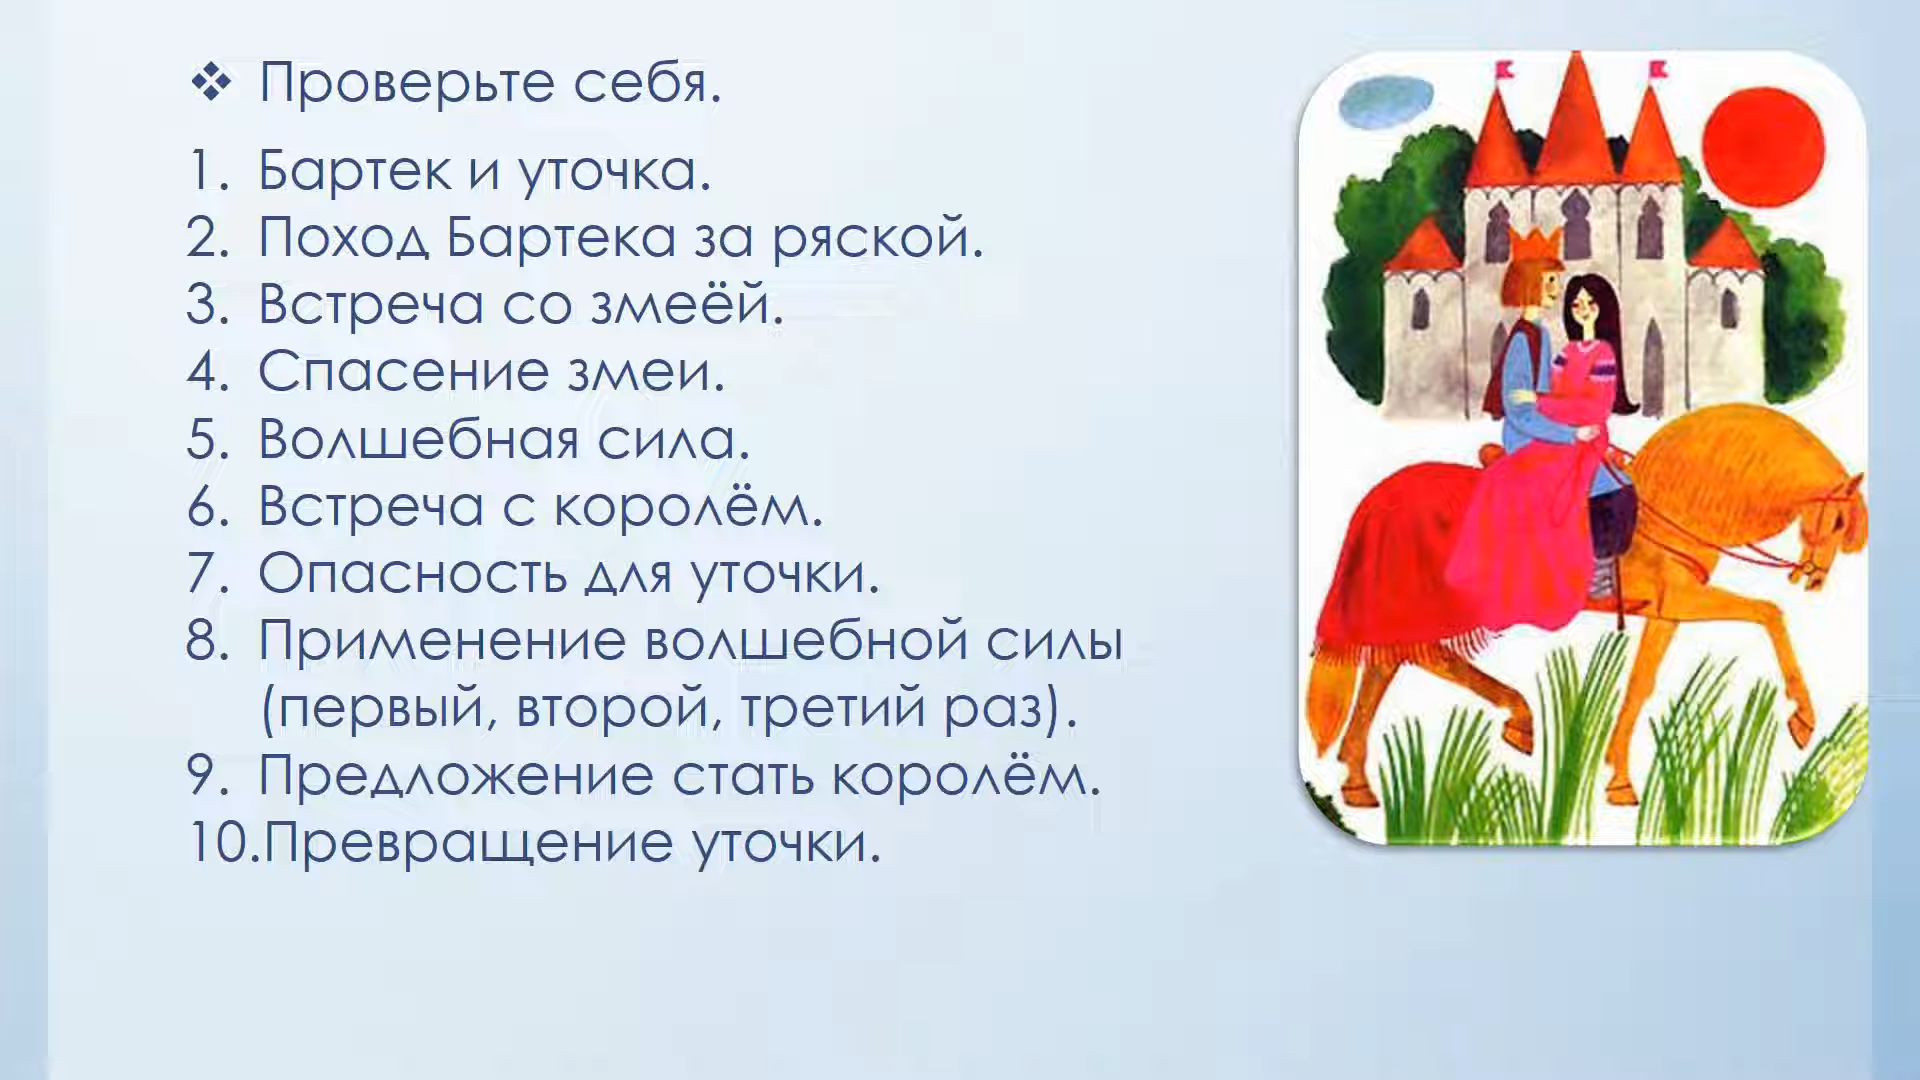 ❖ Проверьте себя.
1. Бартек и уточка.
2. Поход Бартека за ряской.
3. Встреча со змеёй.
4. Спасение змеи.
5. Волшебная сила.
6. Встреча с королём.
7. Опасность для уточки.
8. Применение волшебной силы
(первый, второй, третий раз).
9. Предложение стать королём.
10.Превращение уточки.